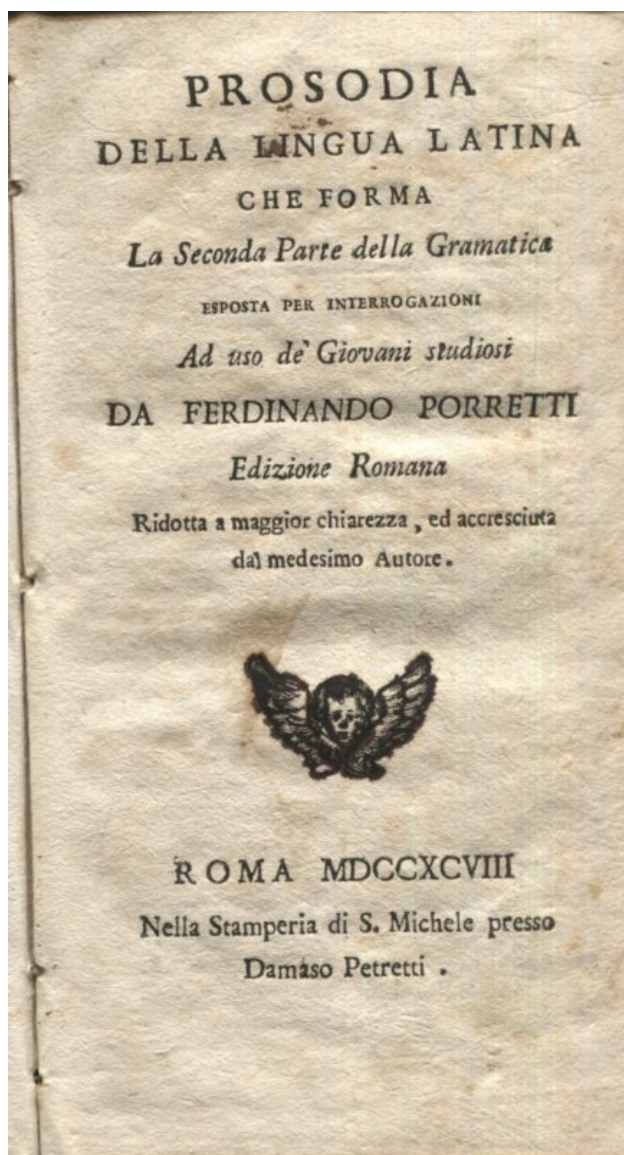 PROSODIA
DELLA LINGUA LATINA
CHE FORMA
La Seconda Parte della Gramatica
ESPOSTA PER INTERROGAZIONI
Ad uso de' Giovani studiosi
DA FERDINANDO PORRETTI
Edizione Romana
Ridotta a maggior chiarezza, ed accresciuta
dal medesimo Autore.
ROMA MDCCXCVIII
Nella Stamperia di S. Michele presso
Damaso Petretti.